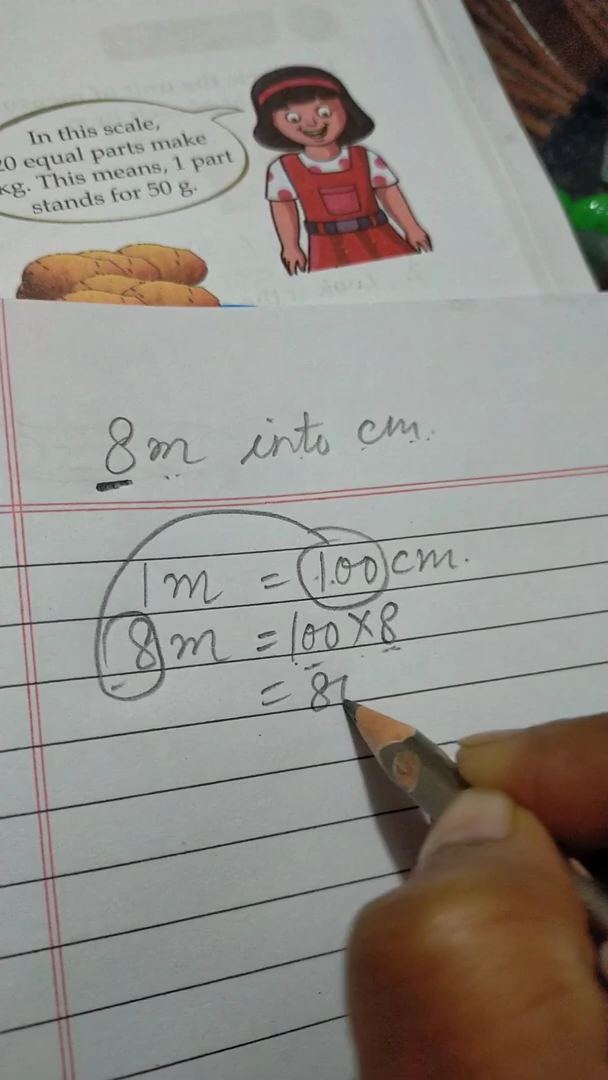 In this scale,
20 equal parts make
kg. This means, 1 part
stands for 50 g.
8m into cm.
1m = 100 cm.
8m = 100 × 8
= 8